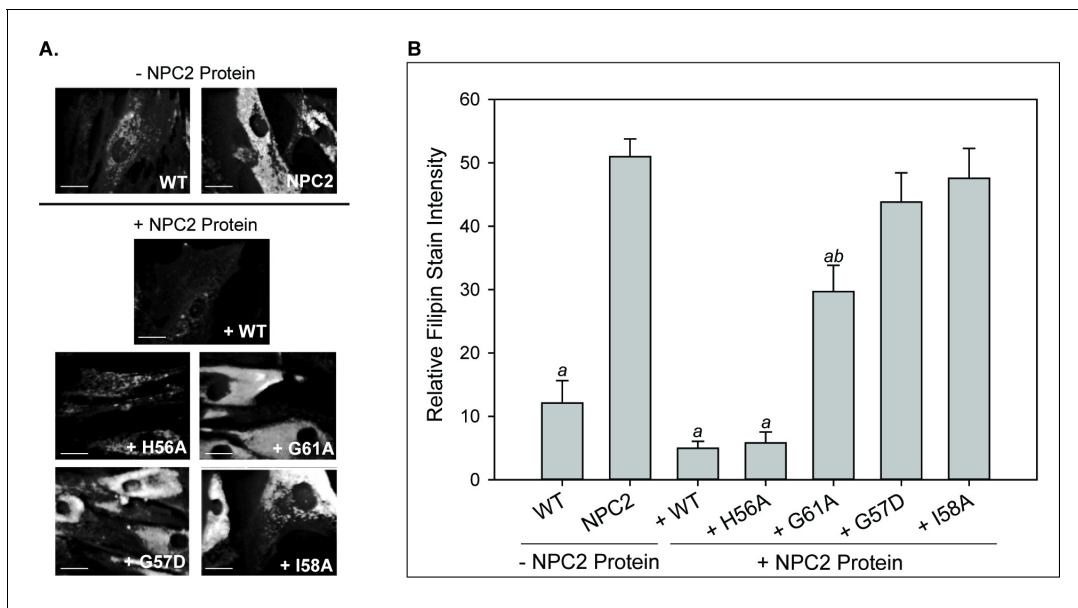 A.
- NPC2 Protein
WT
NPC2
+ NPC2 Protein
+ WT
+ H56A
+ G61A
+ G57D
+ I58A
B
Relative Filipin Stain Intensity
60
50
40
30
20
10
0
a
a
a
ab
WT
NPC2
+ WT
+ H56A
+ G61A
+ G57D
+ I58A
- NPC2 Protein
+ NPC2 Protein